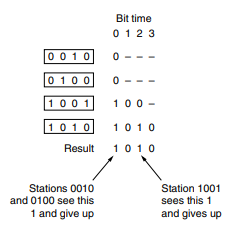 Bit time
0 1 2 3
0 0 1 0 0 – – –
0 1 0 0 0 – – –
1 0 0 1 1 0 0 –
1 0 1 0 1 0 1 0
Result 1 0 1 0
Stations 0010
and 0100 see this
1 and give up
Station 1001
sees this 1
and gives up